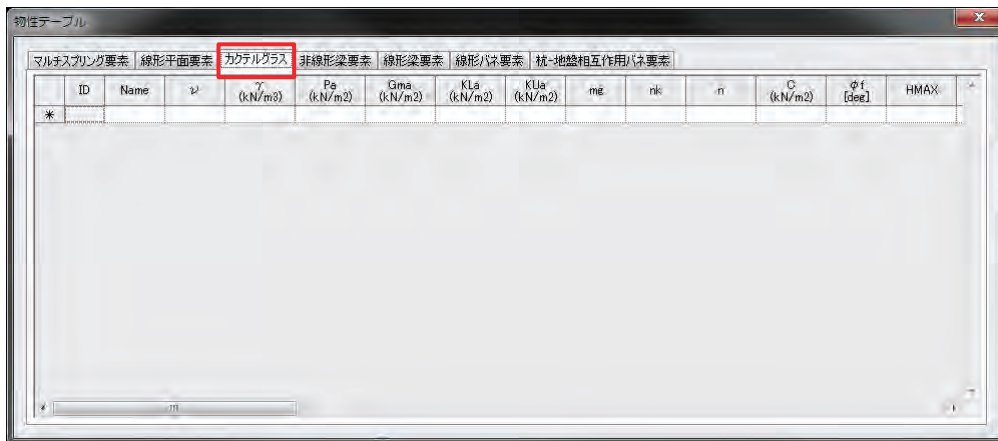 物性テーブル
マルチスプリング要素 線形平面要素 カクテルグラス 非線形梁要素 線形梁要素 線形バネ要素 杭-地盤相互作用バネ要素
ID Name ν γ (kN/m3) Pa (kN/m2) Gma (kN/m2) KLa (kN/m2) KUa (kN/m2) mg nk n C (kN/m2) φf [deg] HMAX
*